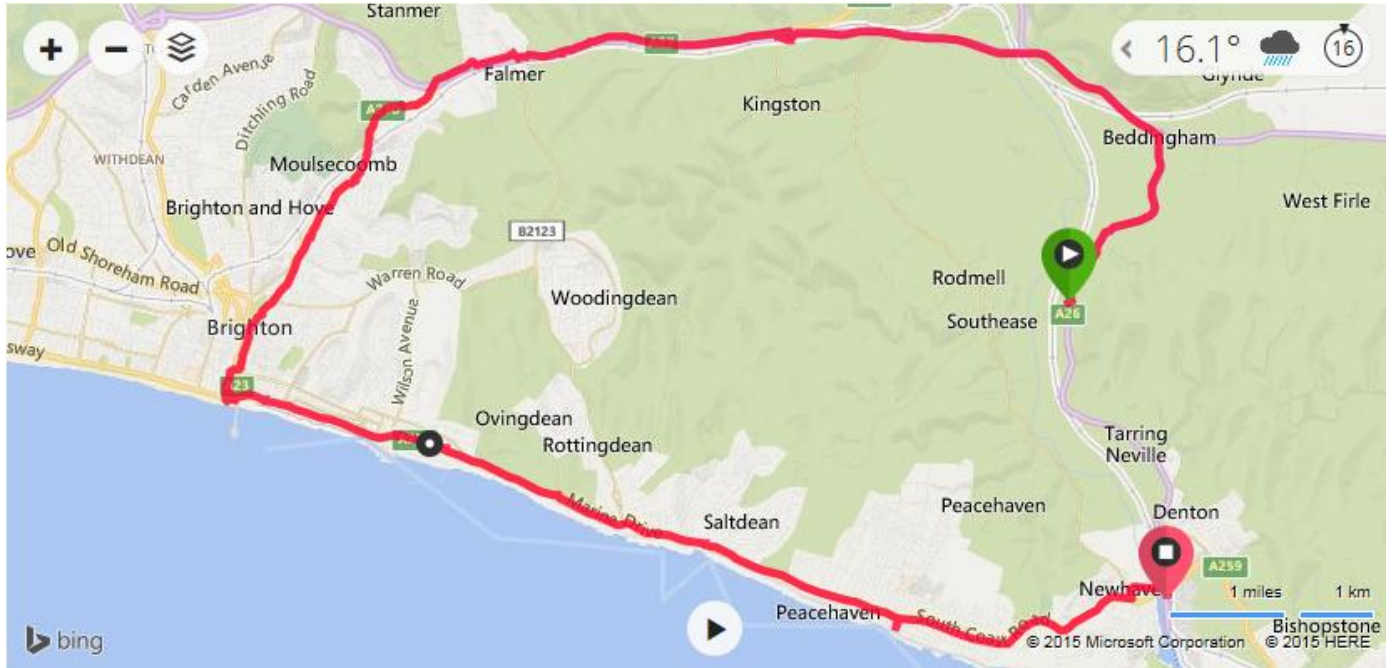 Stanmer
+
−
16.1°
16
Carden Avenue
Ditchling Road
Falmer
Glynde
Kingston
Beddingham
WITHDEAN
Moulsecoomb
Brighton and Hove
West Firle
B2123
ove
Old Shoreham Road
Warren Road
Rodmell
Woodingdean
A26
Southease
Brighton
Wilson Avenue
sway
A23
Ovingdean
Rottingdean
Tarring
Neville
Marina Drive
Saltdean
Peacehaven
Denton
A259
Newhaven
1 miles
1 km
Peacehaven
South Coast Road
Bishopstone
© 2015 Microsoft Corporation
© 2015 HERE
bing